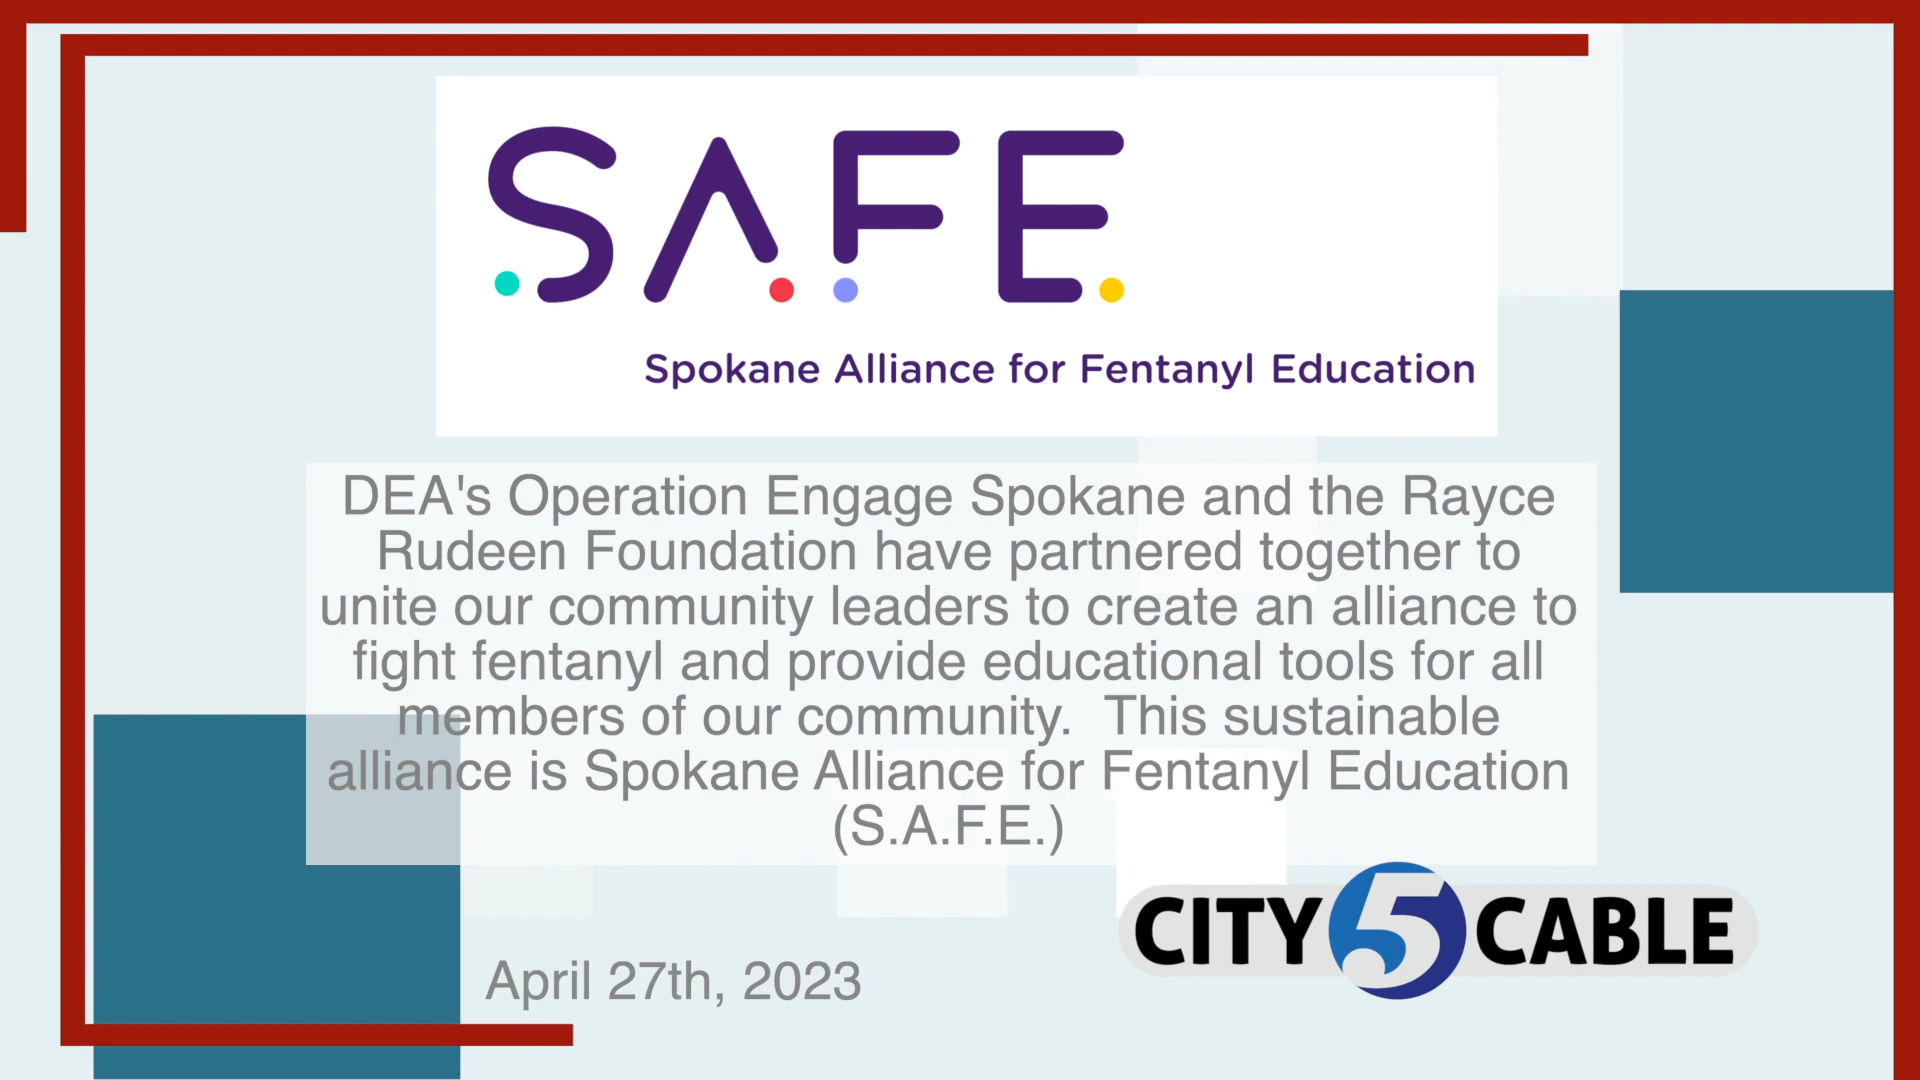 SAFE
Spokane Alliance for Fentanyl Education
DEA's Operation Engage Spokane and the Rayce
Rudeen Foundation have partnered together to
unite our community leaders to create an alliance to
fight fentanyl and provide educational tools for all
members of our community.  This sustainable
alliance is Spokane Alliance for Fentanyl Education
(S.A.F.E.)
CITY 5 CABLE
April 27th, 2023